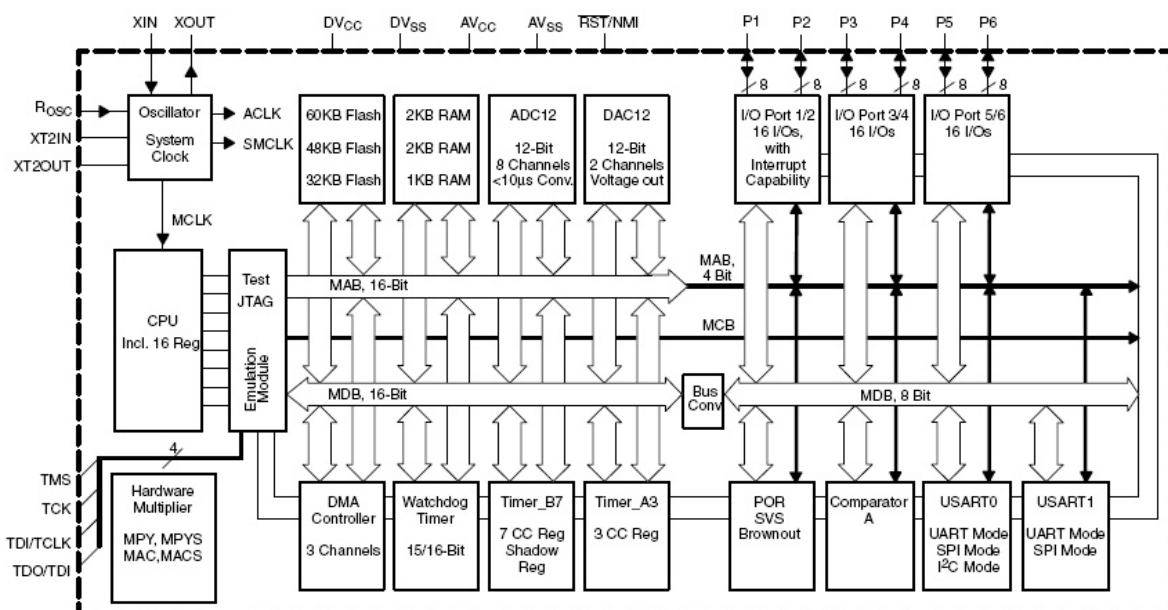 XIN
XOUT
DVCC
DVSS
AVCC
AVSS
RST/NMI
P1
P2
P3
P4
P5
P6
8
8
8
8
8
8
ROSC
XT2IN
XT2OUT
Oscillator
System
Clock
ACLK
SMCLK
MCLK
60KB Flash
48KB Flash
32KB Flash
2KB RAM
2KB RAM
1KB RAM
ADC12
12-Bit
8 Channels
<10µs Conv.
DAC12
12-Bit
2 Channels
Voltage out
I/O Port 1/2
16 I/Os,
with
Interrupt
Capability
I/O Port 3/4
16 I/Os
I/O Port 5/6
16 I/Os
CPU
Incl. 16 Reg
Test
JTAG
Emulation
Module
MAB, 16-Bit
MAB,
4 Bit
MCB
MDB, 16-Bit
Bus
Conv
MDB, 8 Bit
4
TMS
TCK
TDI/TCLK
TDO/TDI
Hardware
Multiplier
MPY, MPYS
MAC,MACS
DMA
Controller
3 Channels
Watchdog
Timer
15/16-Bit
Timer_B7
7 CC Reg
Shadow
Reg
Timer_A3
3 CC Reg
POR
SVS
Brownout
Comparator
A
USART0
UART Mode
SPI Mode
I²C Mode
USART1
UART Mode
SPI Mode